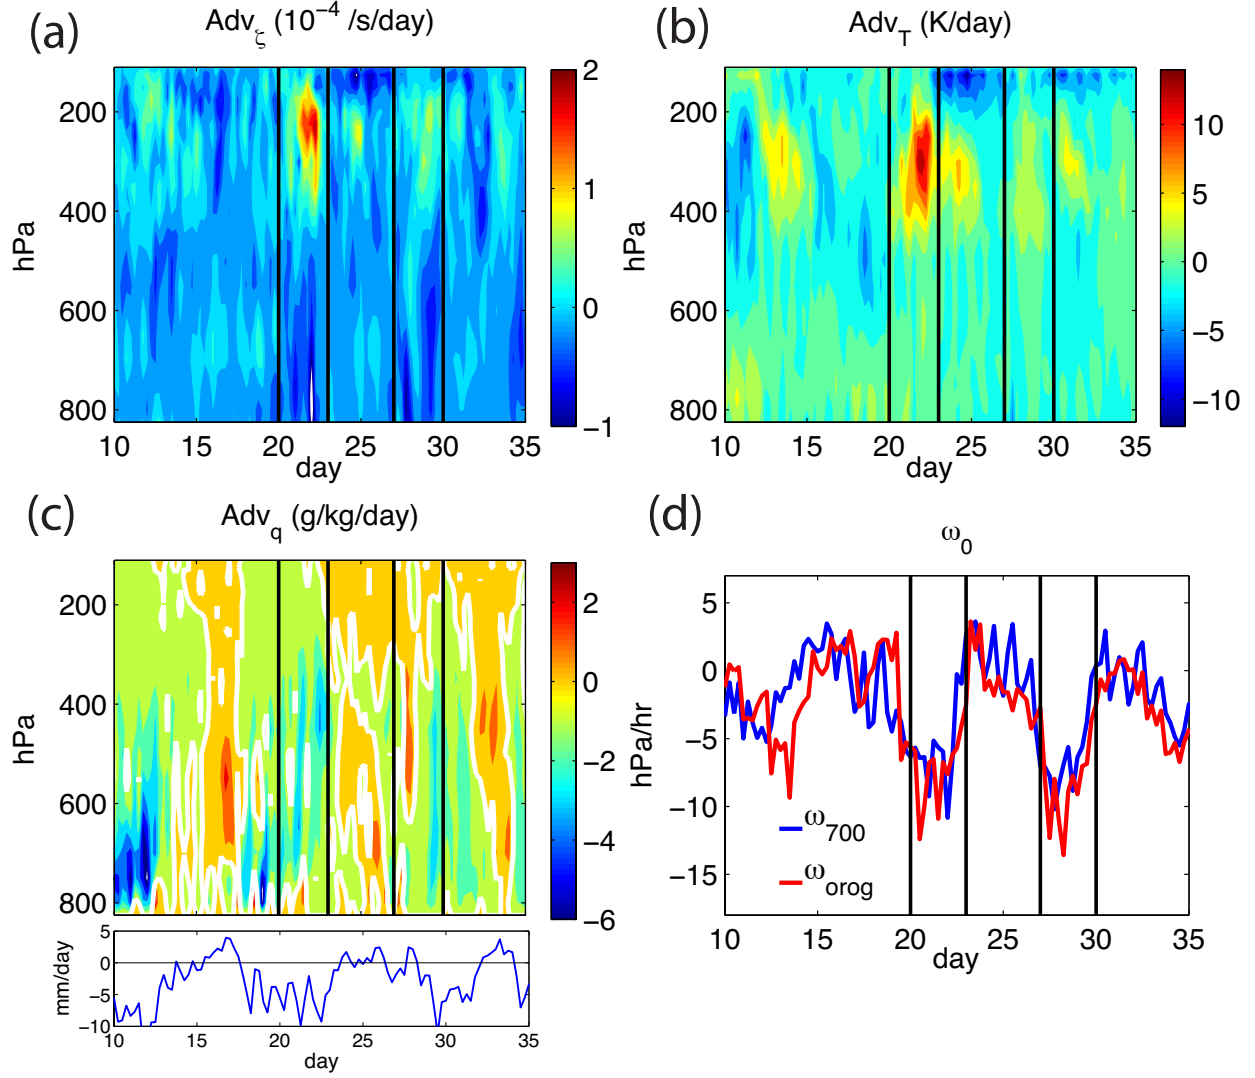 (a)
Adv_ζ (10^−4 /s/day)
200
400
600
800
hPa
10 15 20 25 30 35
day
2
1
0
−1
(b)
Adv_T (K/day)
200
400
600
800
hPa
10 15 20 25 30 35
day
10
5
0
−5
−10
(c)
Adv_q (g/kg/day)
200
400
600
800
hPa
2
0
−2
−4
−6
5
0
−5
−10
mm/day
10 15 20 25 30 35
day
(d)
ω_0
5
0
−5
−10
−15
hPa/hr
ω_700
ω_orog
10 15 20 25 30 35
day